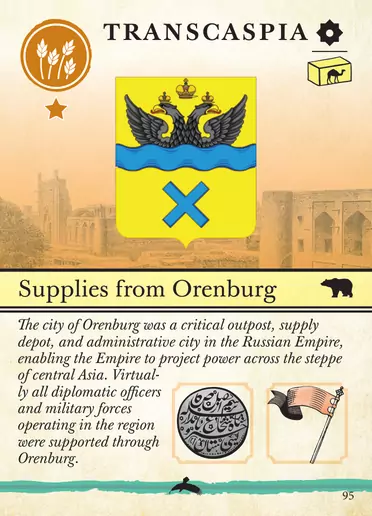 TRANSCASPIA
Supplies from Orenburg
The city of Orenburg was a critical outpost, supply
depot, and administrative city in the Russian Empire,
enabling the Empire to project power across the steppe
of central Asia. Virtual-
ly all diplomatic officers
and military forces
operating in the region
were supported through
Orenburg.
95